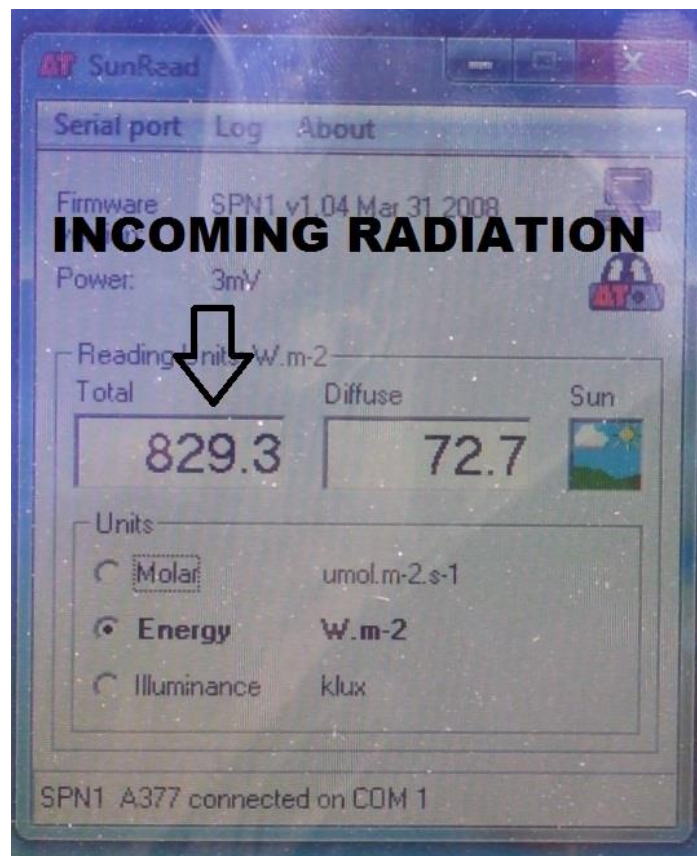 SunRead
Serial port Log About
Firmware SPN1 v1.04 Mar 31 2008
INCOMING RADIATION
Power: 3mV
Reading Units W.m-2
Total Diffuse Sun
829.3 72.7
Units
Molar umol.m-2.s-1
Energy W.m-2
Illuminance klux
SPN1 A377 connected on COM 1